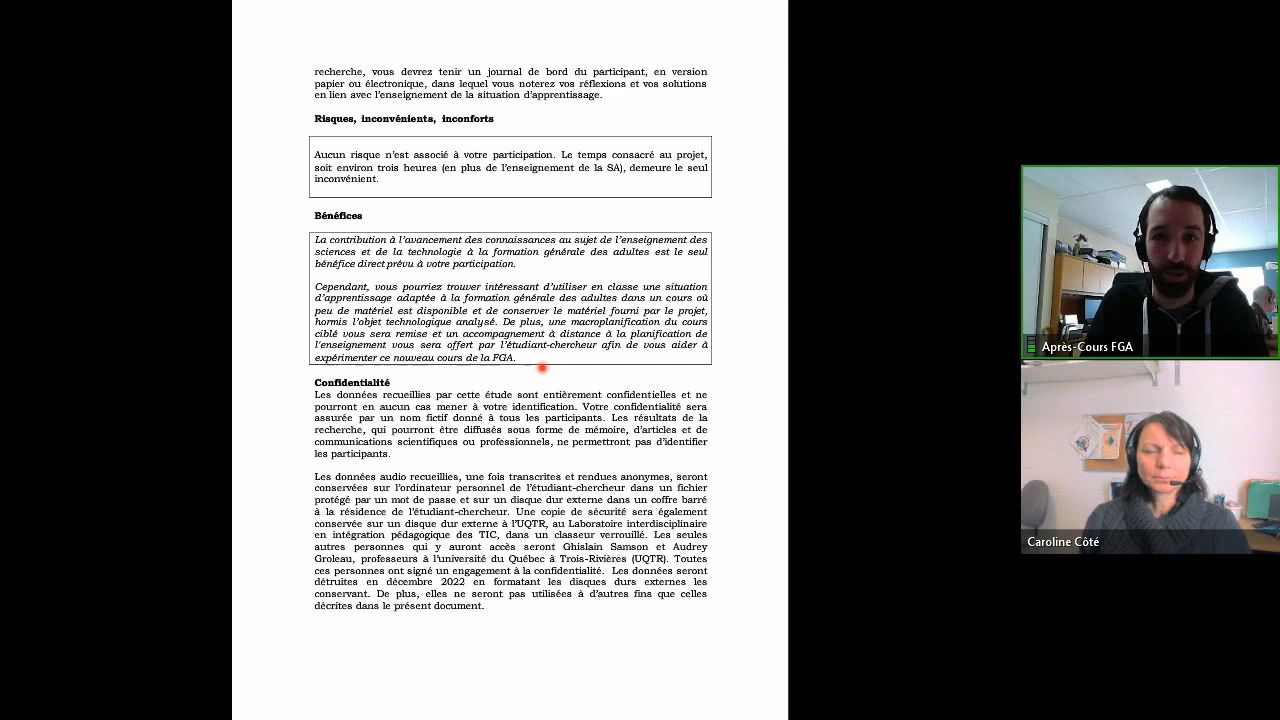 recherche, vous devrez tenir un journal de bord du participant, en version
papier ou électronique, dans lequel vous noterez vos réflexions et vos solutions
en lien avec l'enseignement de la situation d'apprentissage.
Risques, inconvénients, inconforts
Aucun risque n'est associé à votre participation. Le temps consacré au projet,
soit environ trois heures (en plus de l'enseignement de la SA), demeure le seul
inconvénient.
Bénéfices
La contribution à l'avancement des connaissances au sujet de l'enseignement des
sciences et de la technologie à la formation générale des adultes est le seul
bénéfice direct prévu à votre participation.
Cependant, vous pourriez trouver intéressant d'utiliser en classe une situation
d'apprentissage adaptée à la formation générale des adultes dans un cours où
peu de matériel est disponible et de conserver le matériel fourni par le projet,
hormis l'objet technologique analysé. De plus, une macroplanification du cours
ciblé vous sera remise et un accompagnement à distance à la planification de
l'enseignement vous sera offert par l'étudiant-chercheur afin de vous aider à
expérimenter ce nouveau cours de la FGA.
Confidentialité
Les données recueillies par cette étude sont entièrement confidentielles et ne
pourront en aucun cas mener à votre identification. Votre confidentialité sera
assurée par un nom fictif donné à tous les participants. Les résultats de la
recherche, qui pourront être diffusés sous forme de mémoire, d'articles et de
communications scientifiques ou professionnels, ne permettront pas d'identifier
les participants.
Les données audio recueillies, une fois transcrites et rendues anonymes, seront
conservées sur l'ordinateur personnel de l'étudiant-chercheur dans un fichier
protégé par un mot de passe et sur un disque dur externe dans un coffre barré
à la résidence de l'étudiant-chercheur. Une copie de sécurité sera également
conservée sur un disque dur externe à l'UQTR, au Laboratoire interdisciplinaire
en intégration pédagogique des TIC, dans un classeur verrouillé. Les seules
autres personnes qui y auront accès seront Ghislain Samson et Audrey
Groleau, professeurs à l'université du Québec à Trois-Rivières (UQTR). Toutes
ces personnes ont signé un engagement à la confidentialité. Les données seront
détruites en décembre 2022 en formatant les disques durs externes les
conservant. De plus, elles ne seront pas utilisées à d'autres fins que celles
décrites dans le présent document.
Après-Cours FGA
Caroline Côté